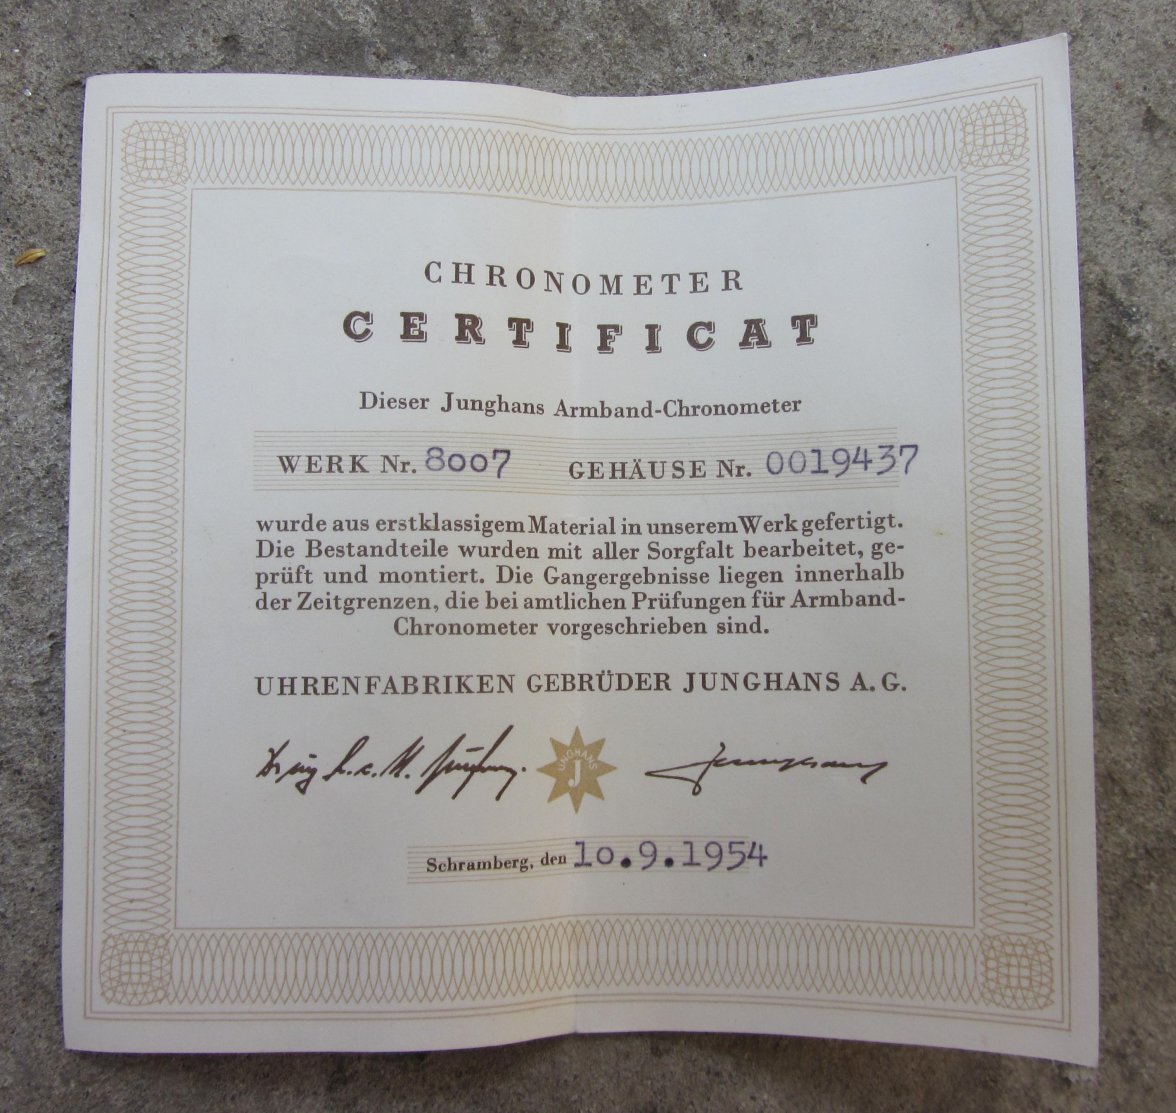 CHRONOMETER
CERTIFICAT
Dieser Junghans Armband-Chronometer
WERK Nr. 8007 GEHÄUSE Nr. 0019437
wurde aus erstklassigem Material in unserem Werk gefertigt.
Die Bestandteile wurden mit aller Sorgfalt bearbeitet, ge-
prüft und montiert. Die Gangergebnisse liegen innerhalb
der Zeitgrenzen, die bei amtlichen Prüfungen für Armband-
Chronometer vorgeschrieben sind.
UHRENFABRIKEN GEBRÜDER JUNGHANS A. G.
JUNGHANS
J
Junghans
Schramberg, den 10.9.1954